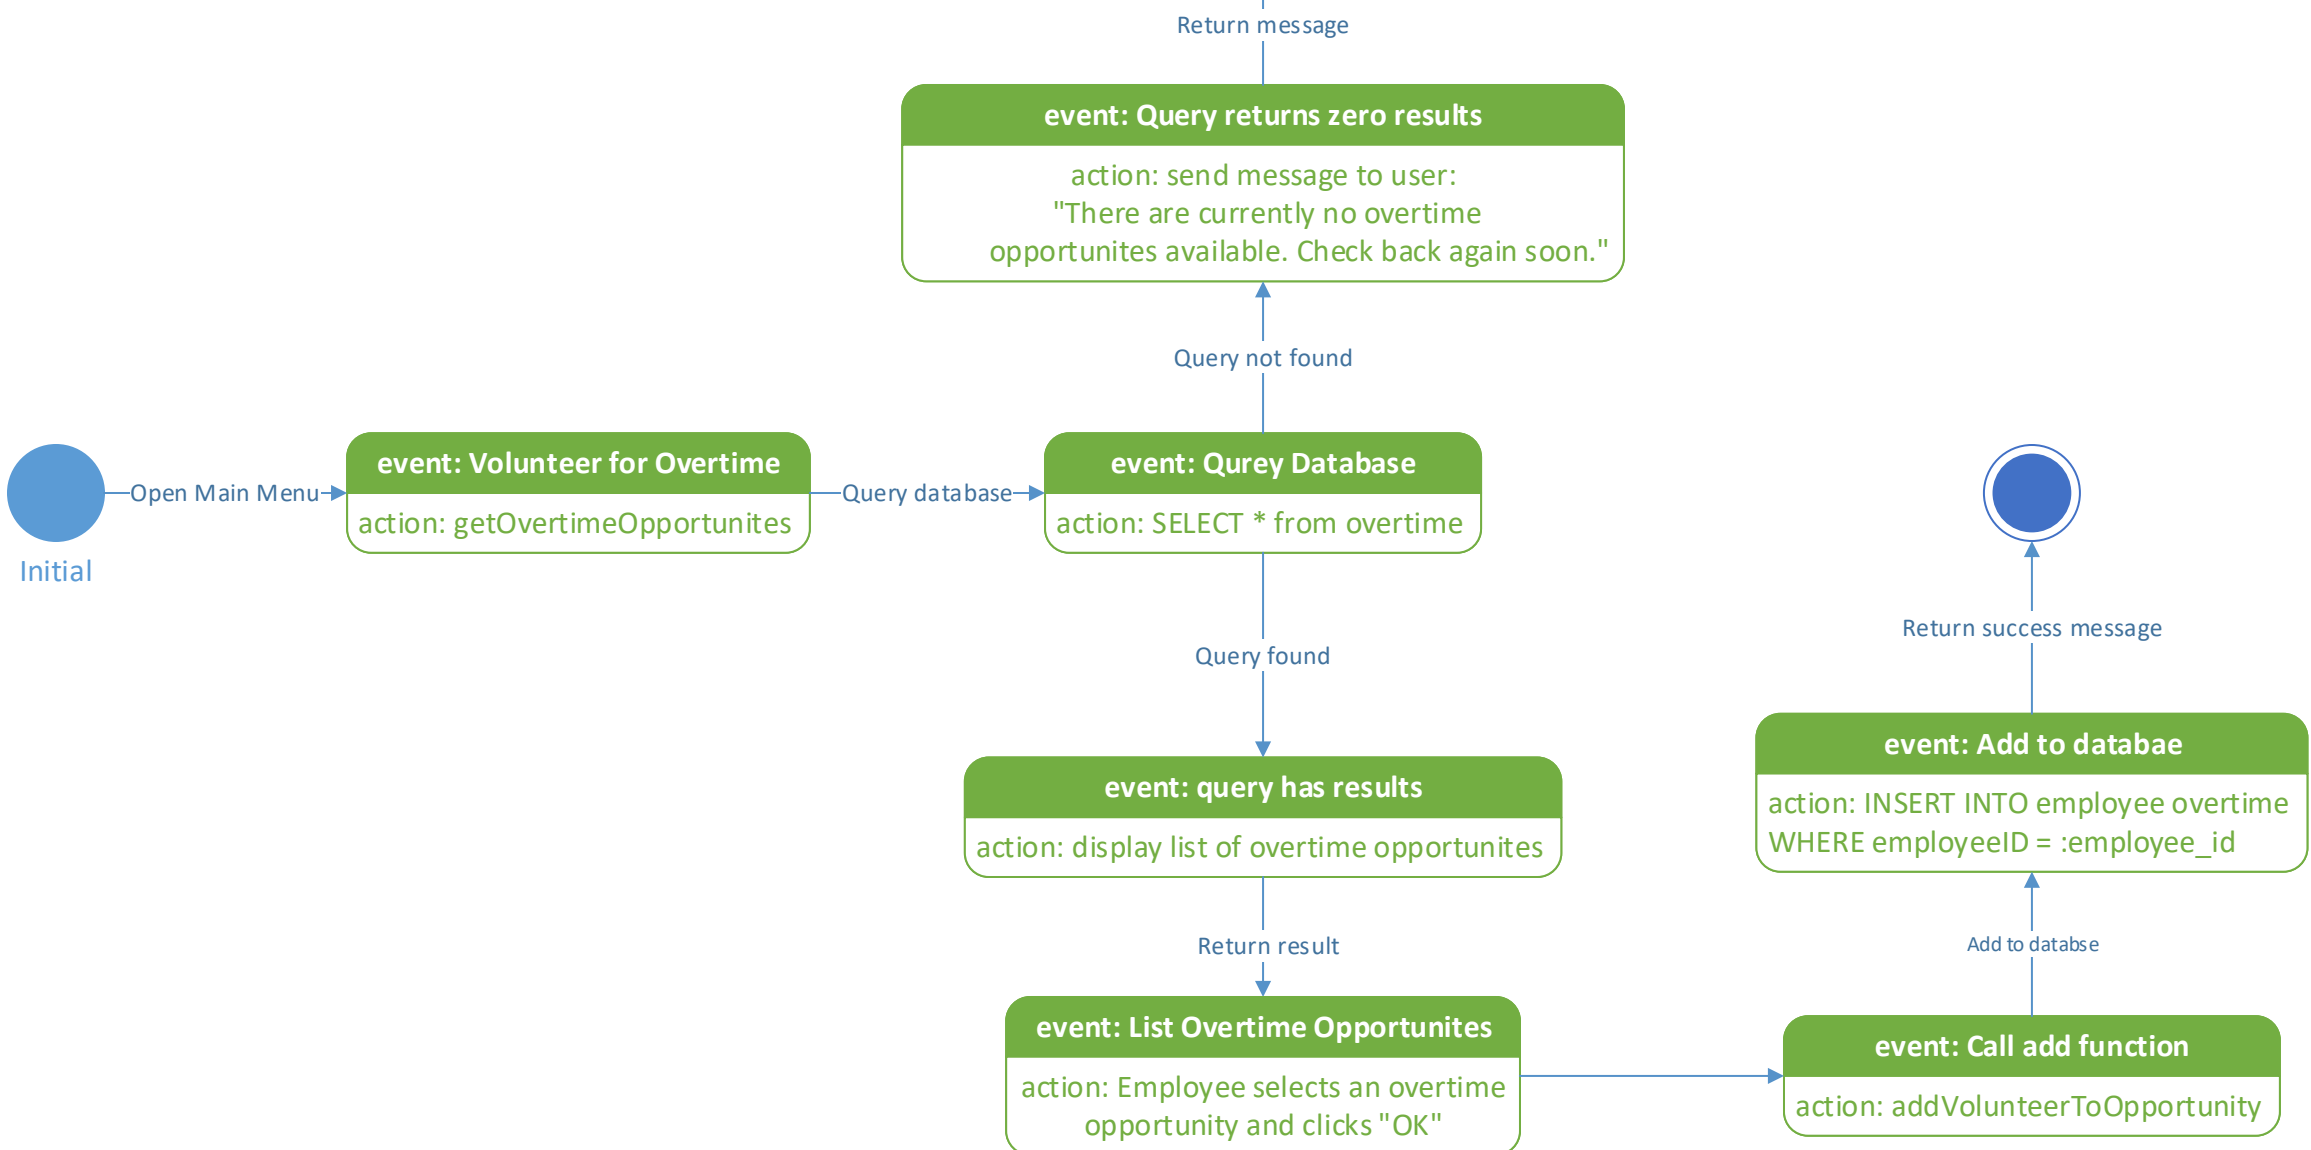 Return message
event: Query returns zero results
action: send message to user:
"There are currently no overtime
opportunites available. Check back again soon."
Query not found
Initial
Open Main Menu
event: Volunteer for Overtime
action: getOvertimeOpportunites
Query database
event: Qurey Database
action: SELECT * from overtime
Query found
event: query has results
action: display list of overtime opportunites
Return result
event: List Overtime Opportunites
action: Employee selects an overtime
opportunity and clicks "OK"
event: Call add function
action: addVolunteerToOpportunity
Add to databse
event: Add to databae
action: INSERT INTO employee overtime
WHERE employeeID = :employee_id
Return success message